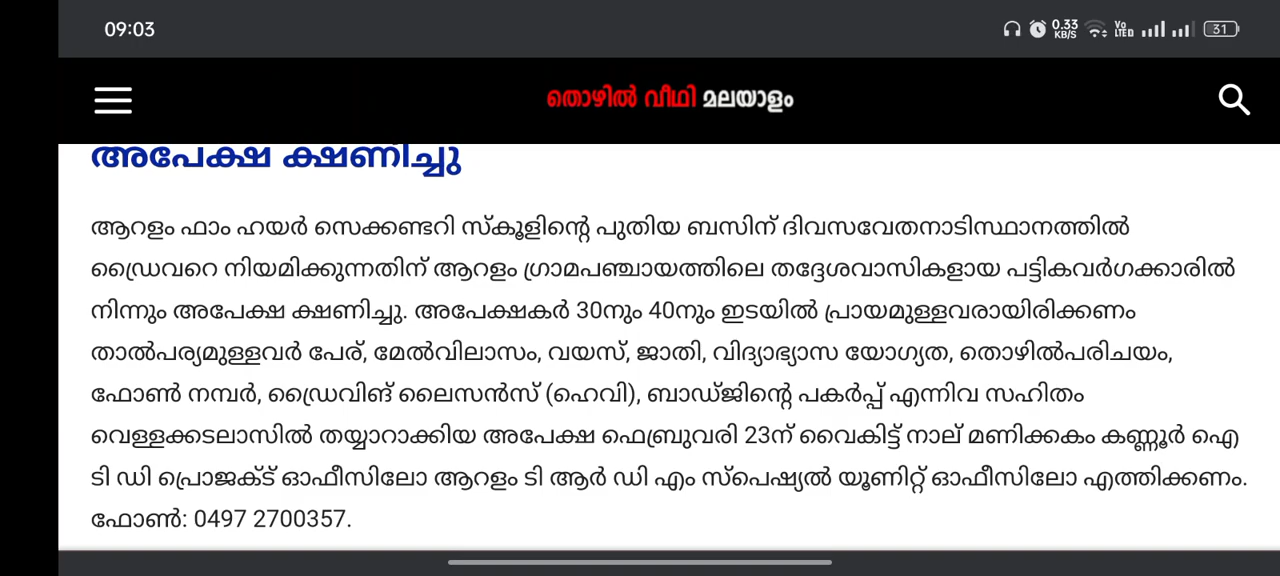 09:03
0.33 KB/S
Vo LTED
31
തൊഴിൽ വീഥി മലയാളം
അപേക്ഷ ക്ഷണിച്ചു
ആറളം ഫാം ഹയർ സെക്കണ്ടറി സ്കൂളിന്റെ പുതിയ ബസിന് ദിവസവേതനാടിസ്ഥാനത്തിൽ
ഡ്രൈവറെ നിയമിക്കുന്നതിന് ആറളം ഗ്രാമപഞ്ചായത്തിലെ തദ്ദേശവാസികളായ പട്ടികവർഗക്കാരിൽ
നിന്നും അപേക്ഷ ക്ഷണിച്ചു. അപേക്ഷകർ 30നും 40നും ഇടയിൽ പ്രായമുള്ളവരായിരിക്കണം
താൽപര്യമുള്ളവർ പേര്, മേൽവിലാസം, വയസ്, ജാതി, വിദ്യാഭ്യാസ യോഗ്യത, തൊഴിൽപരിചയം,
ഫോൺ നമ്പർ, ഡ്രൈവിങ് ലൈസൻസ് (ഹെവി), ബാഡ്ജിന്റെ പകർപ്പ് എന്നിവ സഹിതം
വെള്ളക്കടലാസിൽ തയ്യാറാക്കിയ അപേക്ഷ ഫെബ്രുവരി 23ന് വൈകിട്ട് നാല് മണിക്കകം കണ്ണൂർ ഐ
ടി ഡി പ്രൊജക്ട് ഓഫീസിലോ ആറളം ടി ആർ ഡി എം സ്പെഷ്യൽ യൂണിറ്റ് ഓഫീസിലോ എത്തിക്കണം.
ഫോൺ: 0497 2700357.